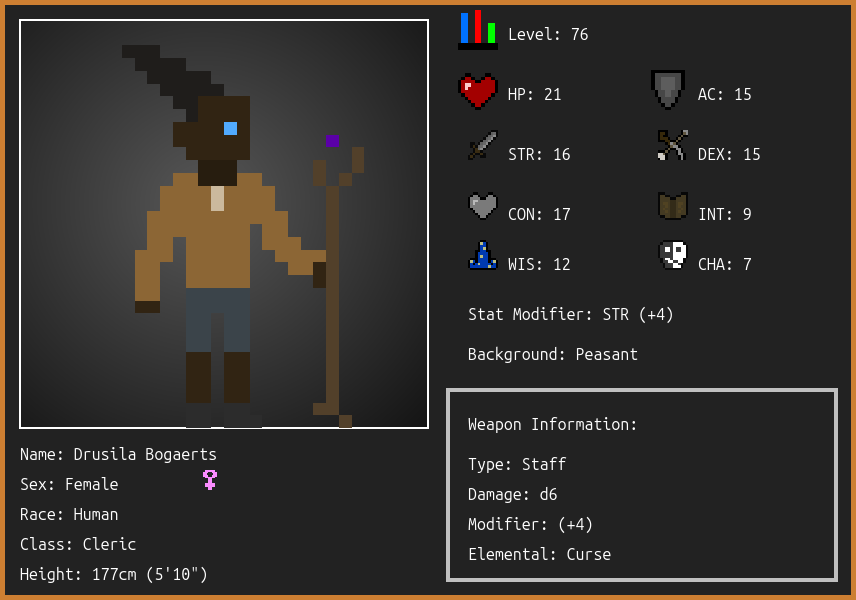 Level: 76
HP: 21
AC: 15
STR: 16
DEX: 15
CON: 17
INT: 9
WIS: 12
CHA: 7
Stat Modifier: STR (+4)
Background: Peasant
Weapon Information:
Type: Staff
Damage: d6
Modifier: (+4)
Elemental: Curse
Name: Drusila Bogaerts
Sex: Female
Race: Human
Class: Cleric
Height: 177cm (5'10")